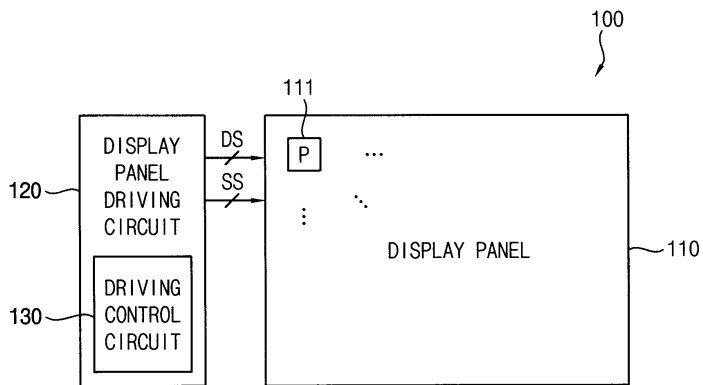 100
111
DISPLAY
PANEL
DRIVING
CIRCUIT
120
DS
SS
P
...
DISPLAY PANEL
110
DRIVING
CONTROL
CIRCUIT
130